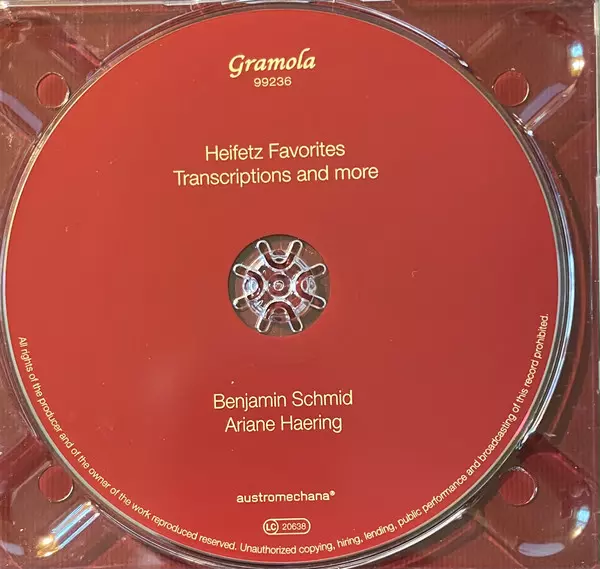 Gramola
99236
Heifetz Favorites
Transcriptions and more
Benjamin Schmid
Ariane Haering
austromechana®
LC 20638
All rights of the producer and of the owner of the work reproduced reserved. Unauthorized copying, hiring, lending, public performance and broadcasting of this record prohibited.